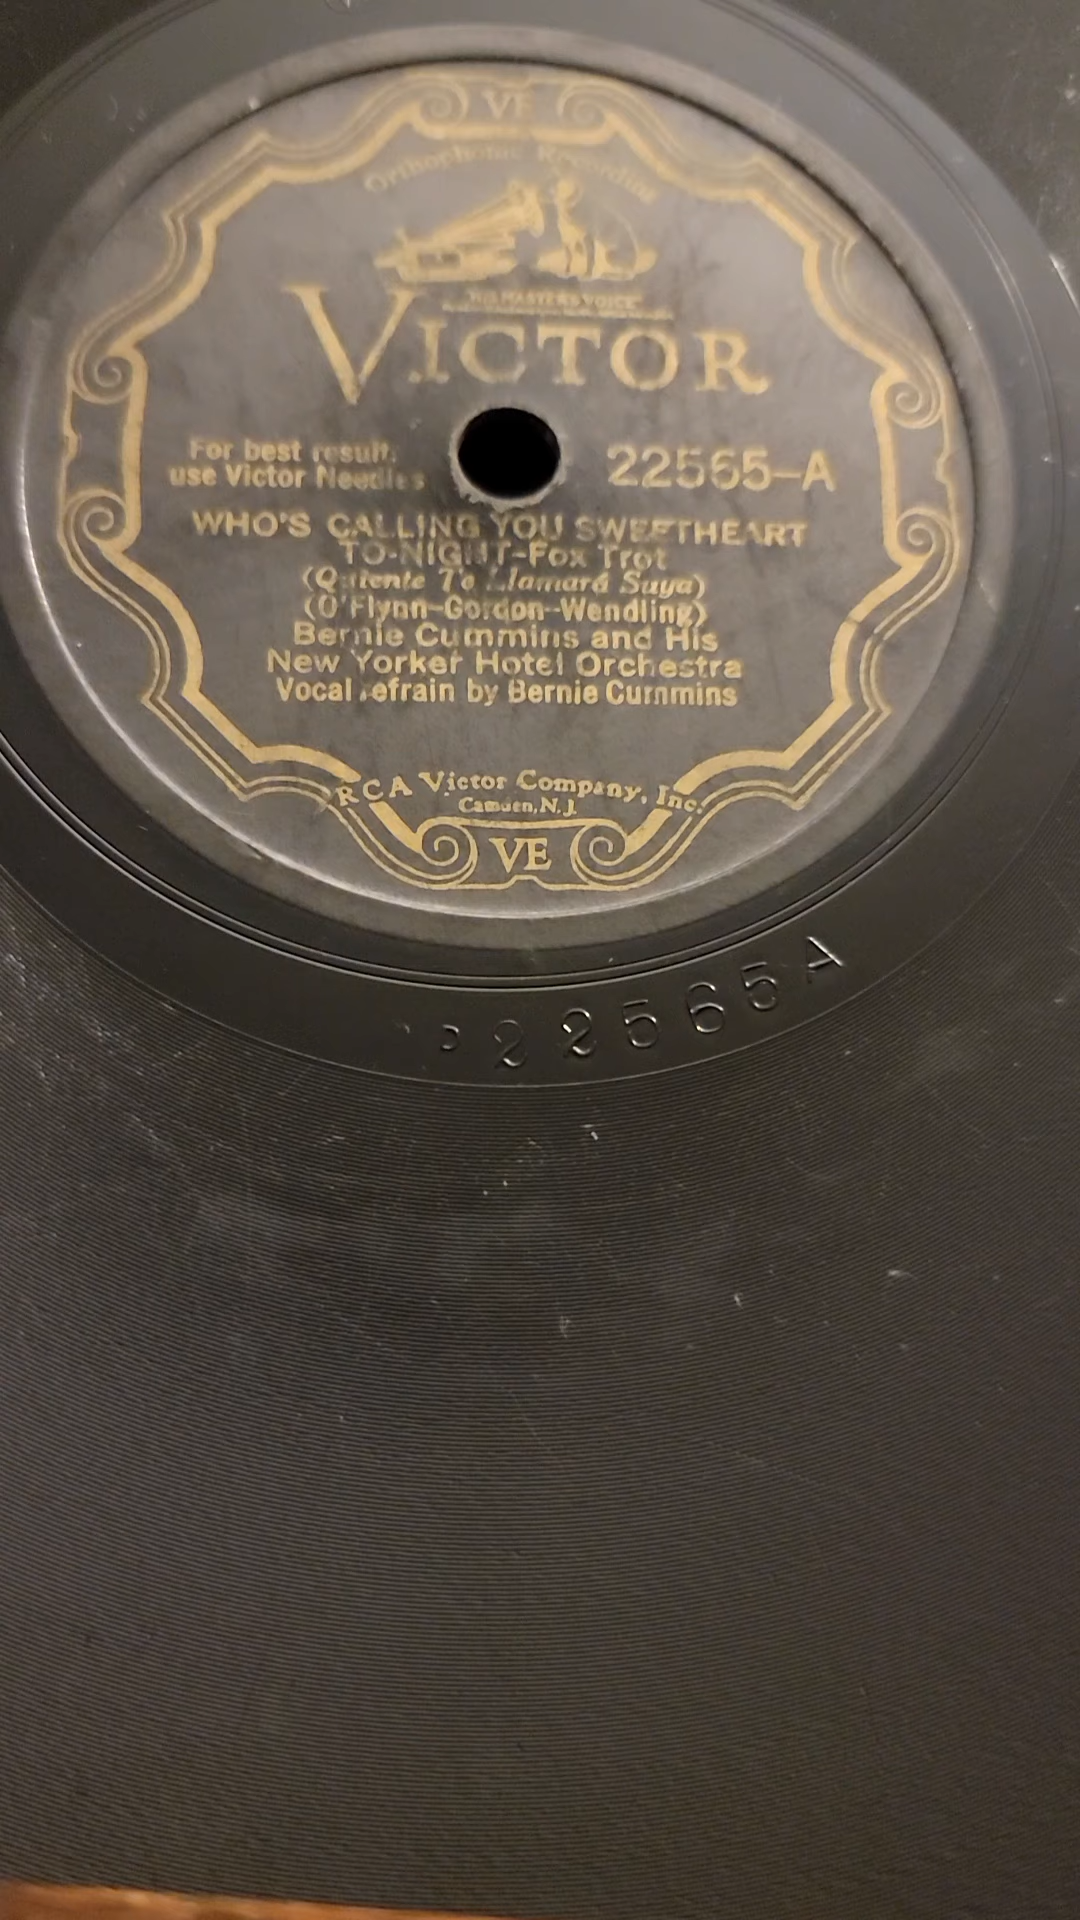 VE
Orthophonic Recording
"HIS MASTER'S VOICE"
VICTOR
For best results
use Victor Needles
22565-A
WHO'S CALLING YOU SWEETHEART
TO-NIGHT-Fox Trot
Te Llamará Suya)
(O'Flynn-Gordon-Wendling)
Bernie Cummins and His
New Yorker Hotel Orchestra
Vocal refrain by Bernie Cummins
RCA Victor Company, Inc.
Camden, N.J.
VE
22565A